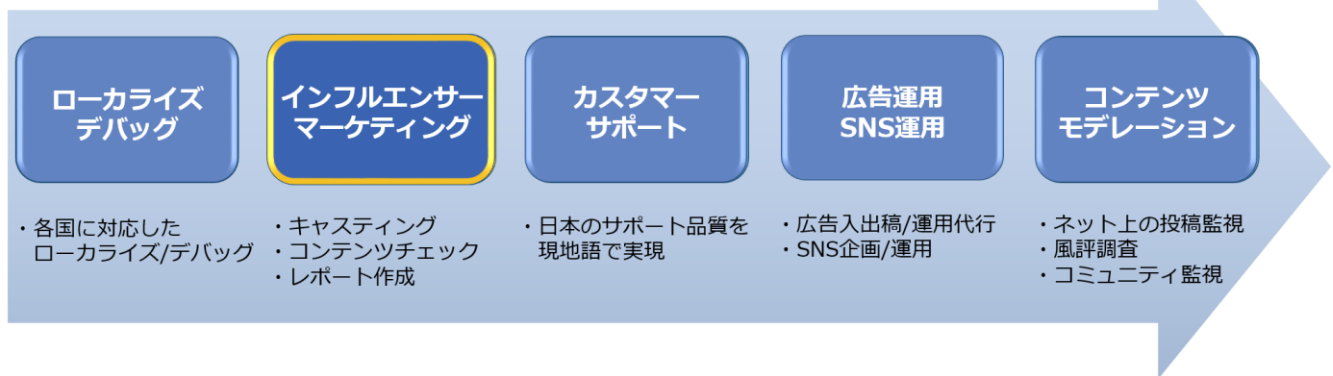 ローカライズ
デバッグ
インフルエンサー
マーケティング
カスタマー
サポート
広告運用
SNS運用
コンテンツ
モデレーション
・各国に対応した
ローカライズ/デバッグ
・キャスティング
・コンテンツチェック
・レポート作成
・日本のサポート品質を
現地語で実現
・広告入出稿/運用代行
・SNS企画/運用
・ネット上の投稿監視
・風評調査
・コミュニティ監視